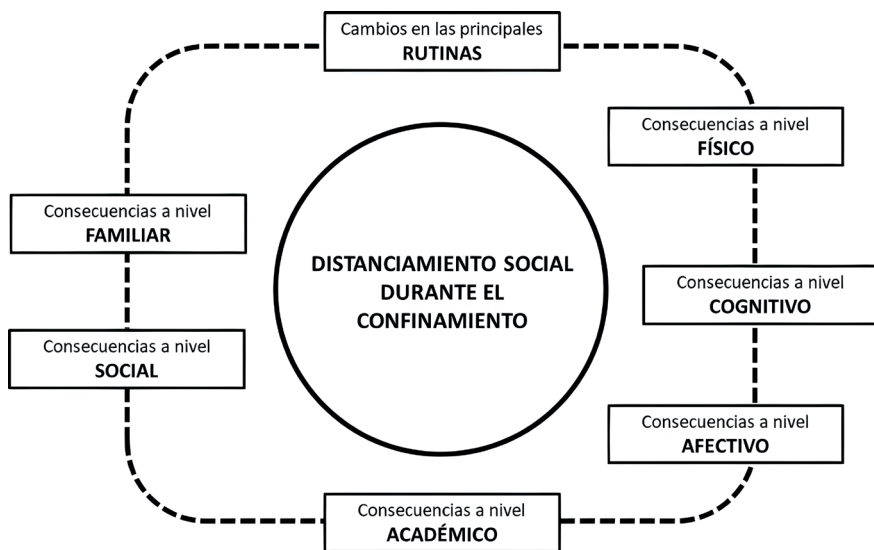 Cambios en las principales
RUTINAS
Consecuencias a nivel
FÍSICO
Consecuencias a nivel
FAMILIAR
DISTANCIAMIENTO SOCIAL
DURANTE EL
CONFINAMIENTO
Consecuencias a nivel
COGNITIVO
Consecuencias a nivel
SOCIAL
Consecuencias a nivel
AFECTIVO
Consecuencias a nivel
ACADÉMICO